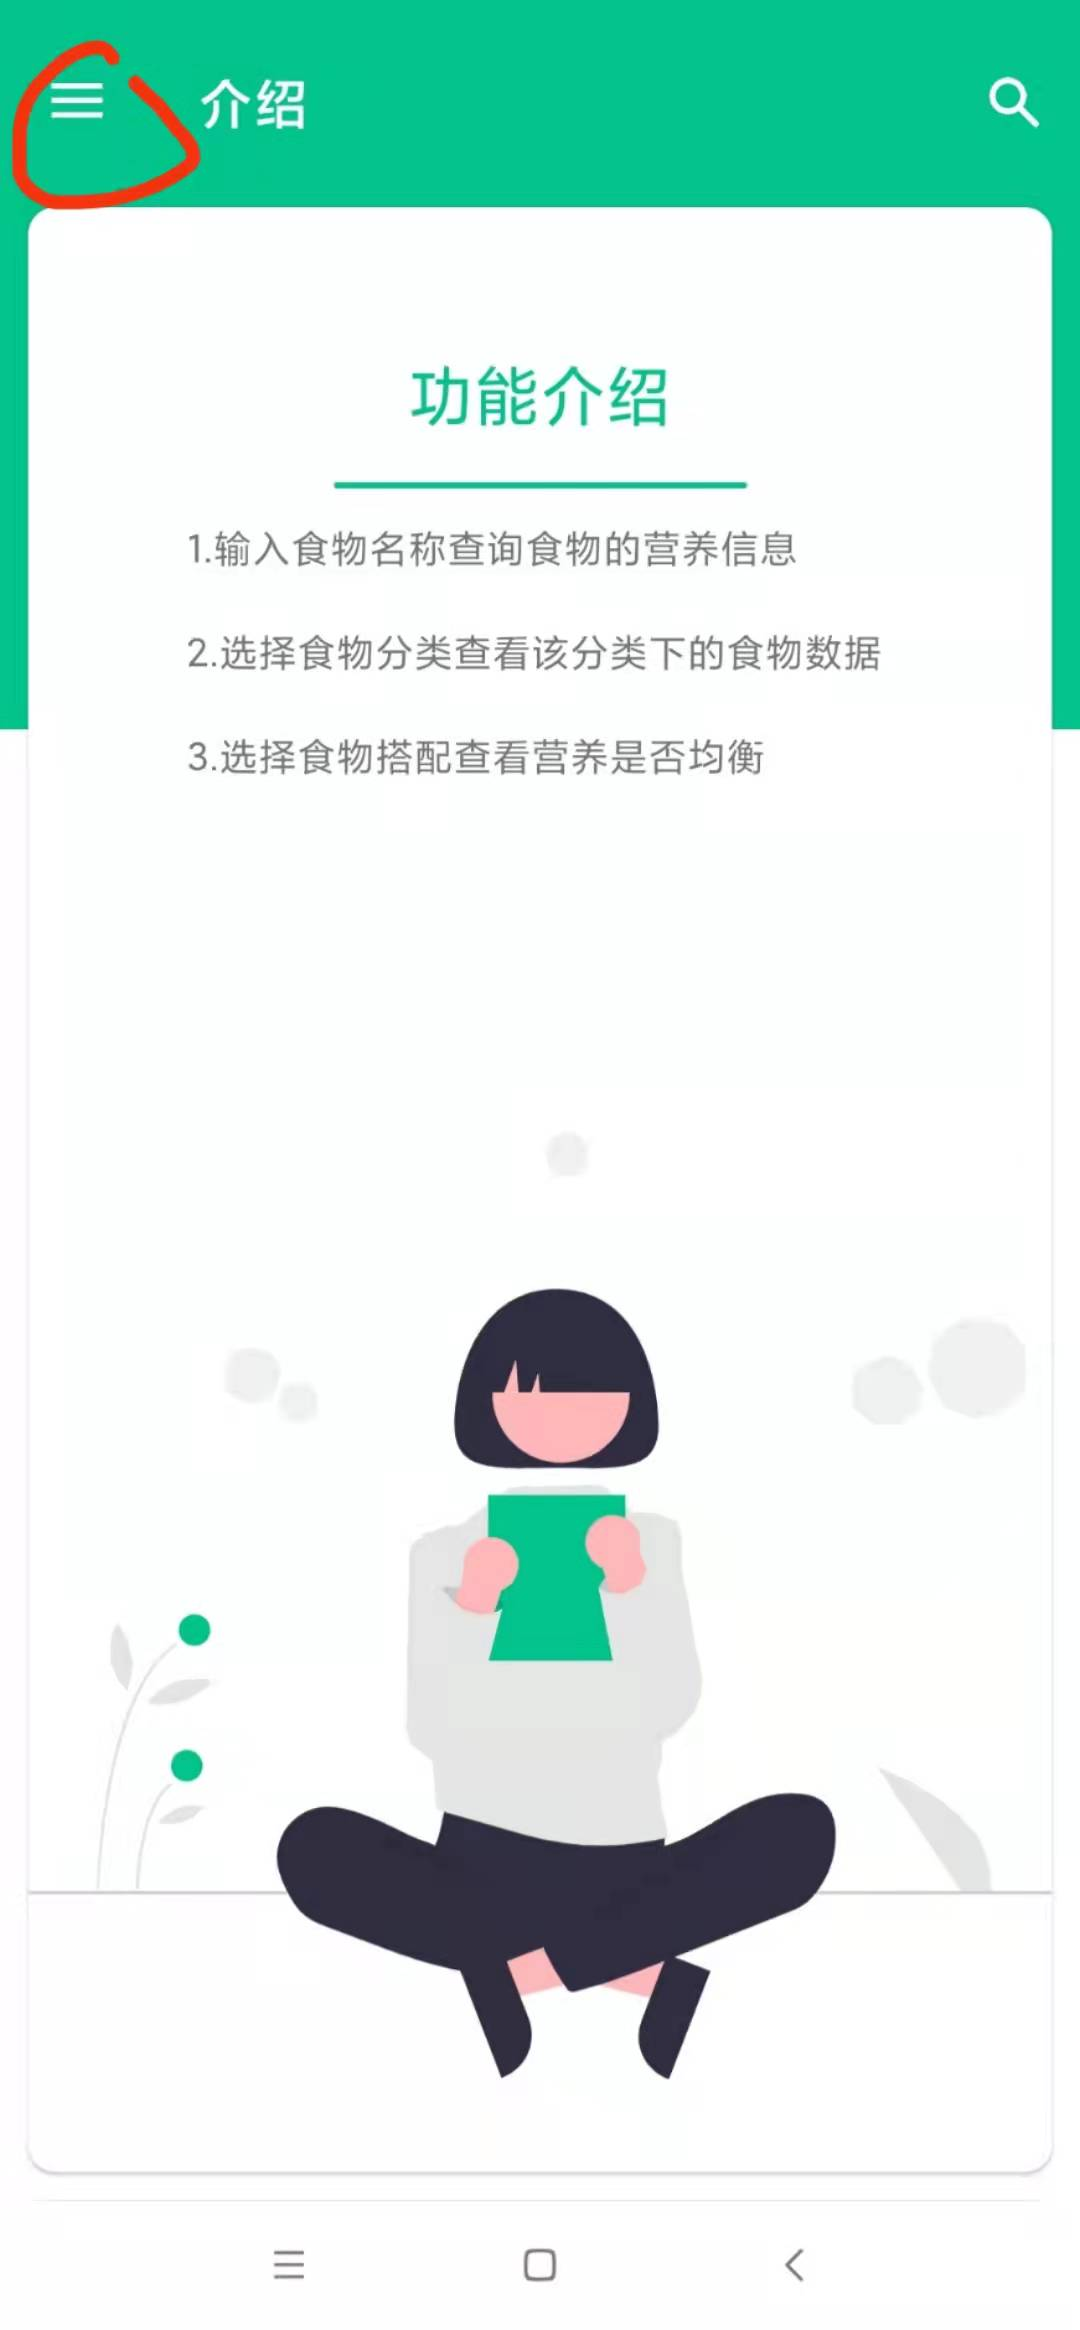 介绍
功能介绍
1.输入食物名称查询食物的营养信息
2.选择食物分类查看该分类下的食物数据
3.选择食物搭配查看营养是否均衡